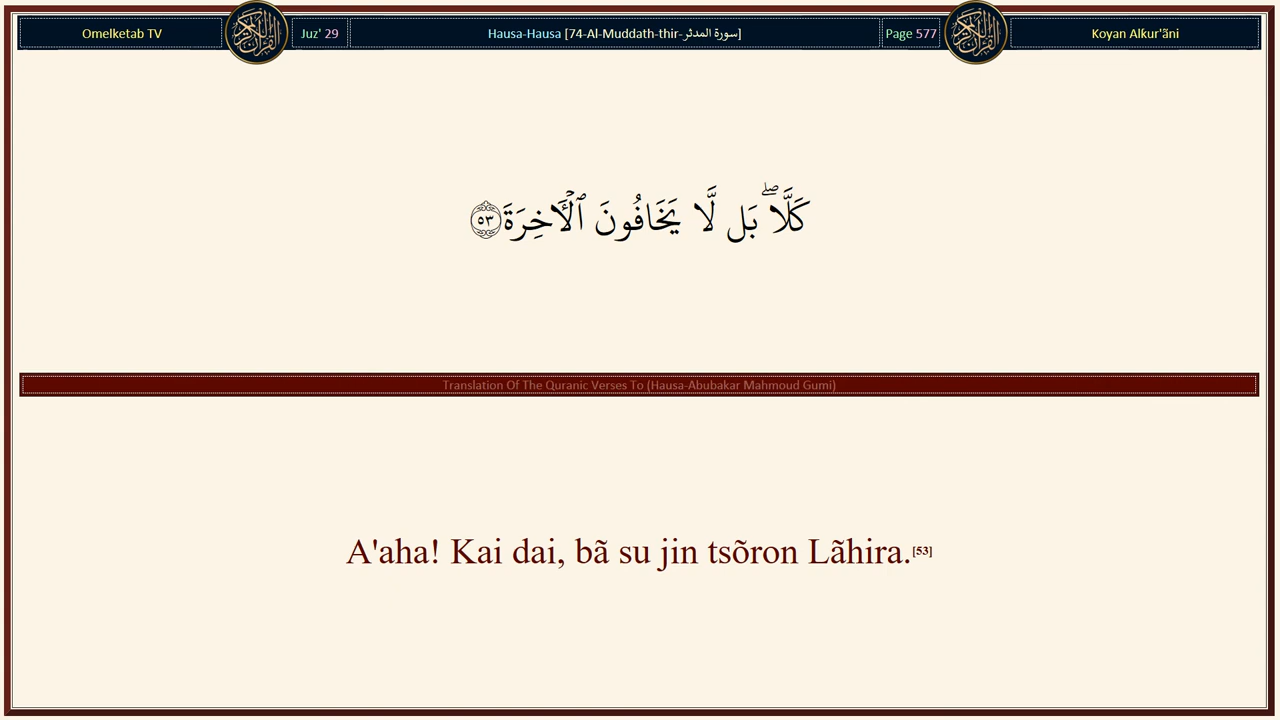 Omelketab TV
Juz' 29
Hausa-Hausa [74-Al-Muddath-thir-سورة المدثر]
Page 577
Koyan Alkur'ãni
كَلَّاۖ بَل لَّا يَخَافُونَ ٱلۡأٓخِرَةَ ٥٣
Translation Of The Quranic Verses To (Hausa-Abubakar Mahmoud Gumi)
A'aha! Kai dai, bã su jin tsõron Lãhira.[53]